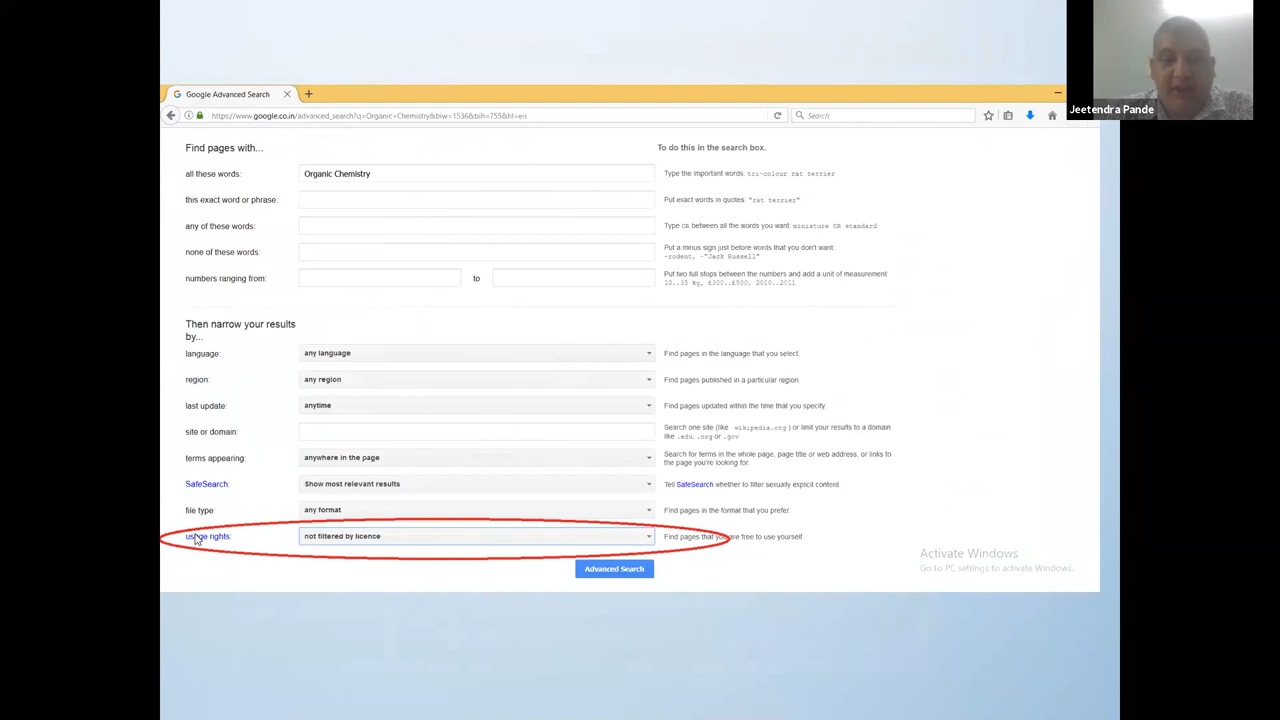 Google Advanced Search
https://www.google.co.in/advanced_search?q=Organic+Chemistry&biw=1536&bih=755&hl=en
Search
Jeetendra Pande
Find pages with...
To do this in the search box.
all these words:
Organic Chemistry
Type the important words: tri-colour rat terrier
this exact word or phrase:
Put exact words in quotes: "rat terrier"
any of these words:
Type OR between all the words you want: miniature OR standard
none of these words:
Put a minus sign just before words that you don't want:
-rodent, -"Jack Russell"
numbers ranging from:
to
Put two full stops between the numbers and add a unit of measurement:
10..35 kg, £300..£500, 2010..2011
Then narrow your results
by...
language:
any language
Find pages in the language that you select.
region:
any region
Find pages published in a particular region.
last update:
anytime
Find pages updated within the time that you specify.
site or domain:
Search one site (like wikipedia.org ) or limit your results to a domain
like .edu, .org or .gov
terms appearing:
anywhere in the page
Search for terms in the whole page, page title or web address, or links to
the page you're looking for
SafeSearch:
Show most relevant results
Tell SafeSearch whether to filter sexually explicit content.
file type
any format
Find pages in the format that you prefer.
usage rights:
not filtered by licence
Find pages that you are free to use yourself
Advanced Search
Activate Windows
Go to PC settings to activate Windows.